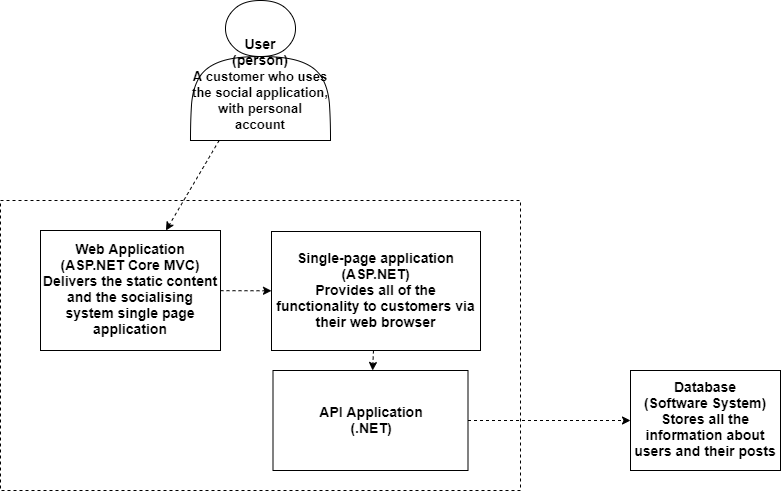 User
(person)
A customer who uses
the social application,
with personal
account
Web Application
(ASP.NET Core MVC)
Delivers the static content
and the socialising
system single page
application
Single-page application
(ASP.NET)
Provides all of the
functionality to customers via
their web browser
API Application
(.NET)
Database
(Software System)
Stores all the
information about
users and their posts